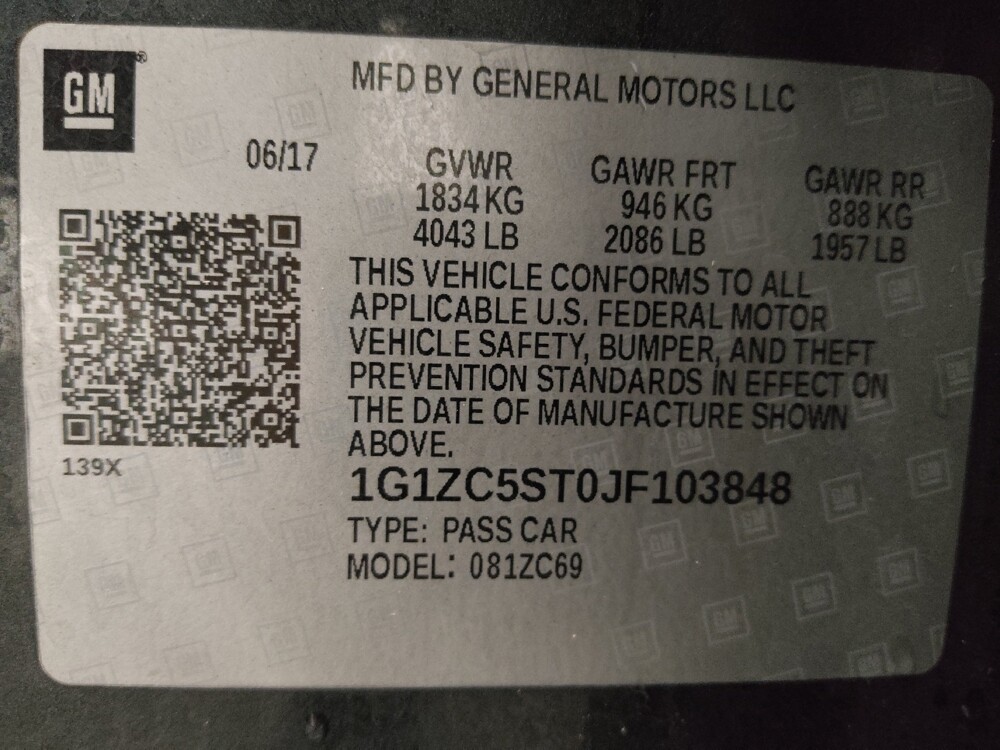 GM
MFD BY GENERAL MOTORS LLC
06/17
GVWR GAWR FRT GAWR RR
1834 KG 946 KG 888 KG
4043 LB 2086 LB 1957 LB
THIS VEHICLE CONFORMS TO ALL
APPLICABLE U.S. FEDERAL MOTOR
VEHICLE SAFETY, BUMPER, AND THEFT
PREVENTION STANDARDS IN EFFECT ON
THE DATE OF MANUFACTURE SHOWN
ABOVE.
139X
1G1ZC5ST0JF103848
TYPE: PASS CAR
MODEL: 081ZC69